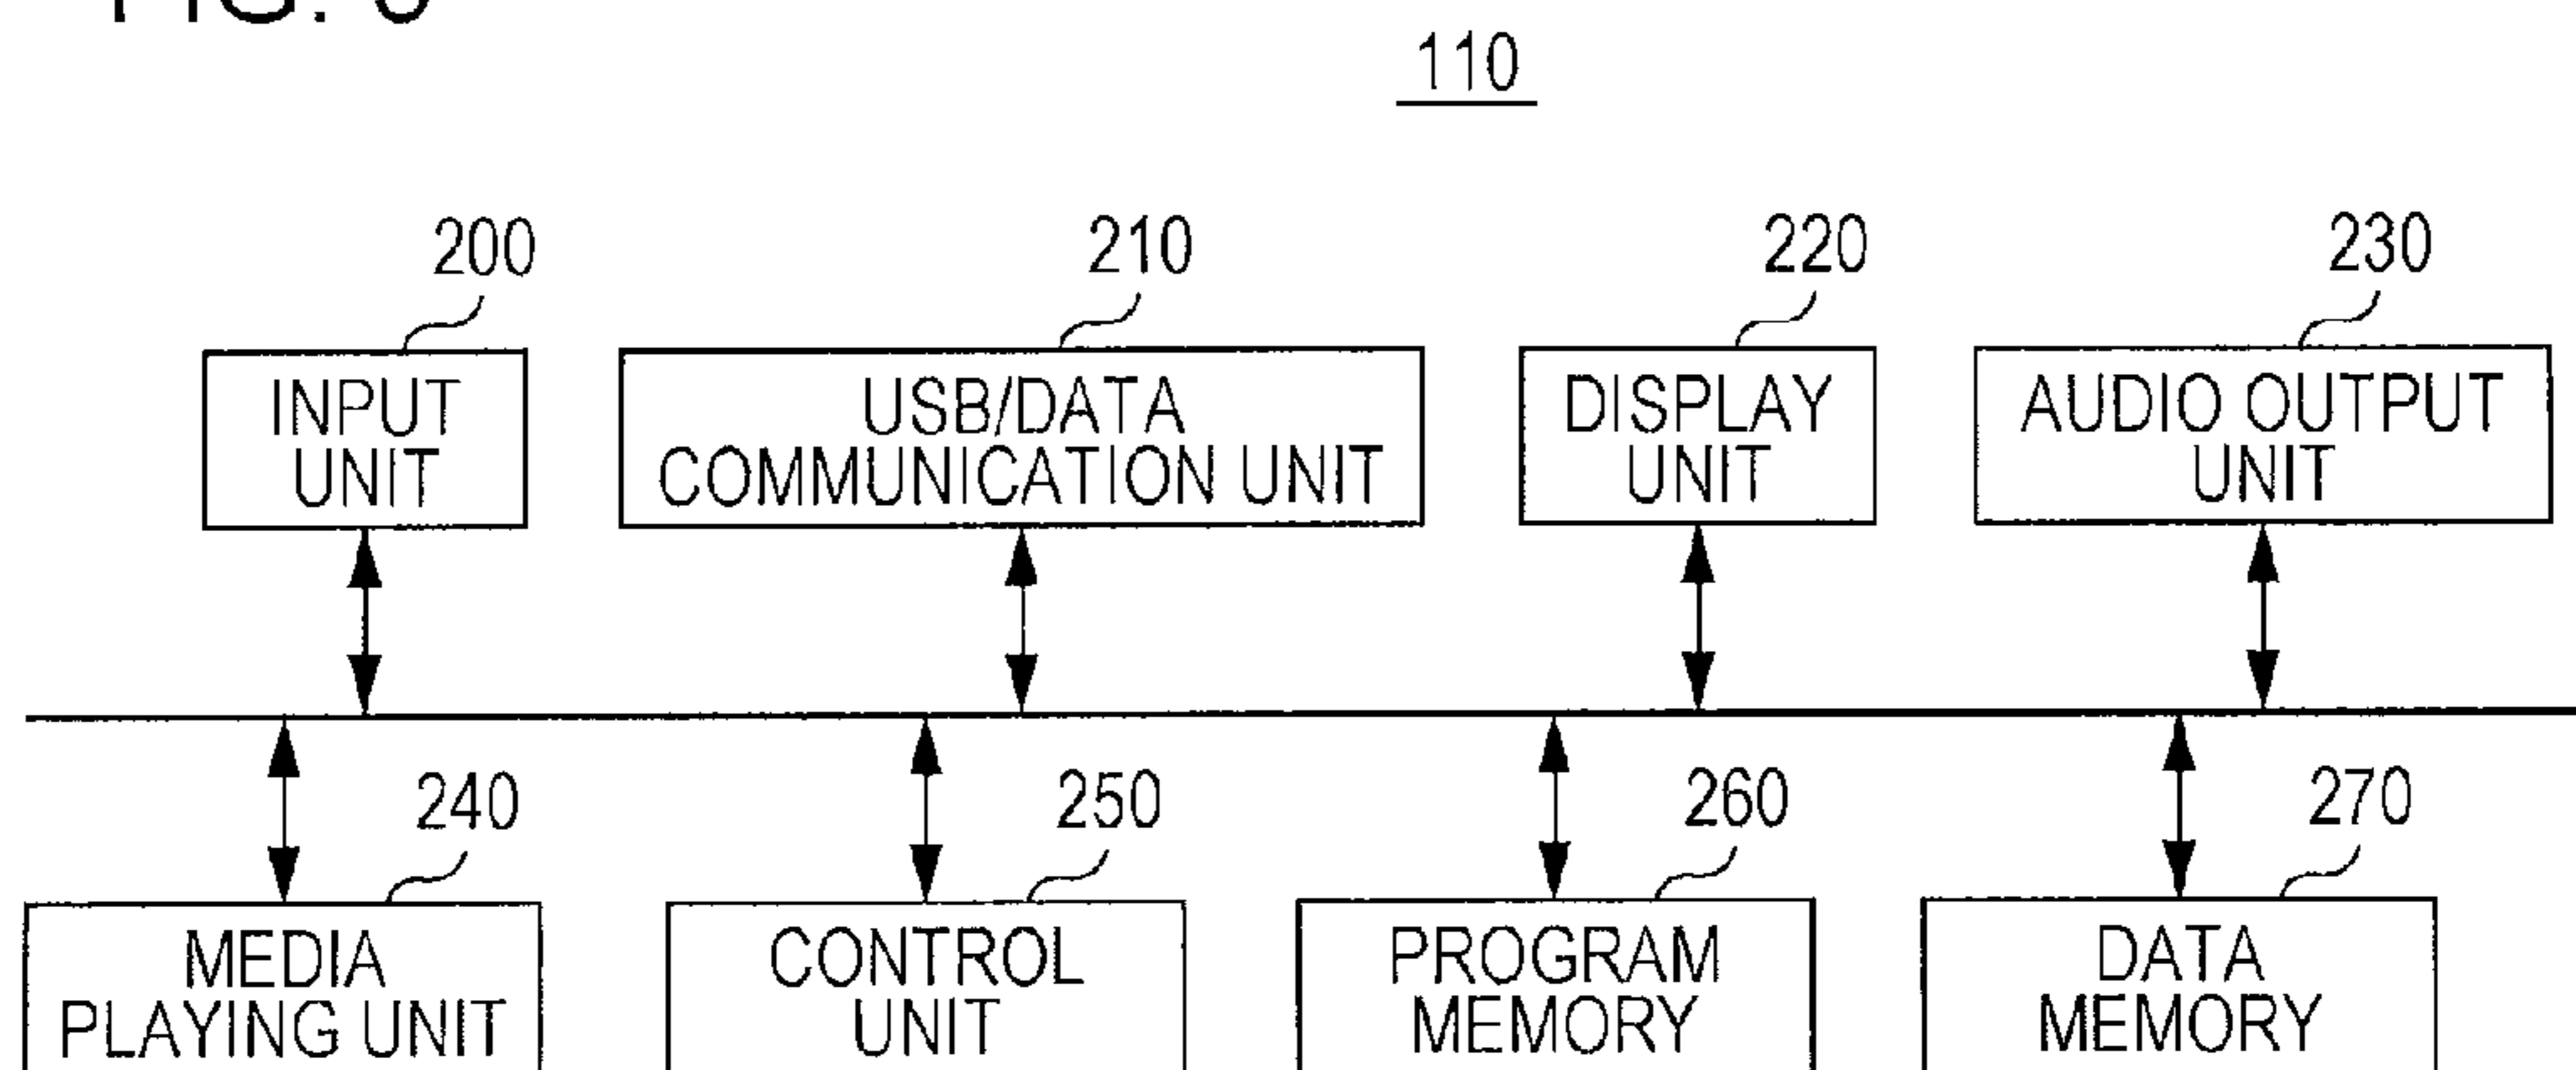 110
200
210
220
230
INPUT
UNIT
USB/DATA
COMMUNICATION UNIT
DISPLAY
UNIT
AUDIO OUTPUT
UNIT
240
250
260
270
MEDIA
PLAYING UNIT
CONTROL
UNIT
PROGRAM
MEMORY
DATA
MEMORY